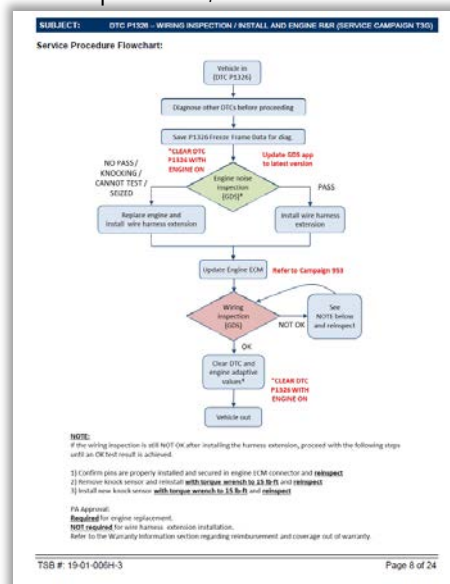 SUBJECT: DTC P1326 – WIRING INSPECTION / INSTALL AND ENGINE R&R (SERVICE CAMPAIGN T3G)
Service Procedure Flowchart:
Vehicle in
(DTC P1326)
Diagnose other DTCs before proceeding
Save P1326 Freeze Frame Data for diag.
*CLEAR DTC
P1326 WITH
ENGINE ON
Update GDS app
to latest version
NO PASS /
KNOCKING /
CANNOT TEST /
SEIZED
Engine noise
inspection
(GDS)*
PASS
Replace engine and
install wire harness extension
Install wire harness
extension
Update Engine ECM
Refer to Campaign 953
Wiring
inspection
(GDS)
NOT OK
See
NOTE below
and reinspect
OK
Clear DTC and
engine adaptive
values*
*CLEAR DTC
P1326 WITH
ENGINE ON
Vehicle out
NOTE:
If the wiring inspection is still NOT OK after installing the harness extension, proceed with the following steps
until an OK test result is achieved.
1) Confirm pins are properly installed and secured in engine ECM connector and reinspect
2) Remove knock sensor and reinstall with torque wrench to 15 lb-ft and reinspect
3) Install new knock sensor with torque wrench to 15 lb-ft and reinspect
PA Approval:
Required for engine replacement.
NOT required for wire harness extension installation.
Refer to the Warranty Information section regarding reimbursement and coverage out of warranty.
TSB #: 19-01-006H-3
Page 8 of 24